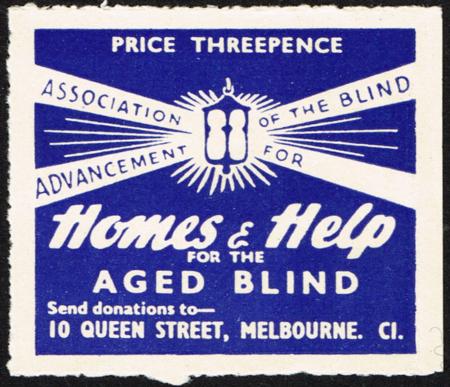 PRICE THREEPENCE
ASSOCIATION FOR
ADVANCEMENT OF THE BLIND
Homes & Help
FOR THE
AGED BLIND
Send donations to—
10 QUEEN STREET, MELBOURNE. C1.